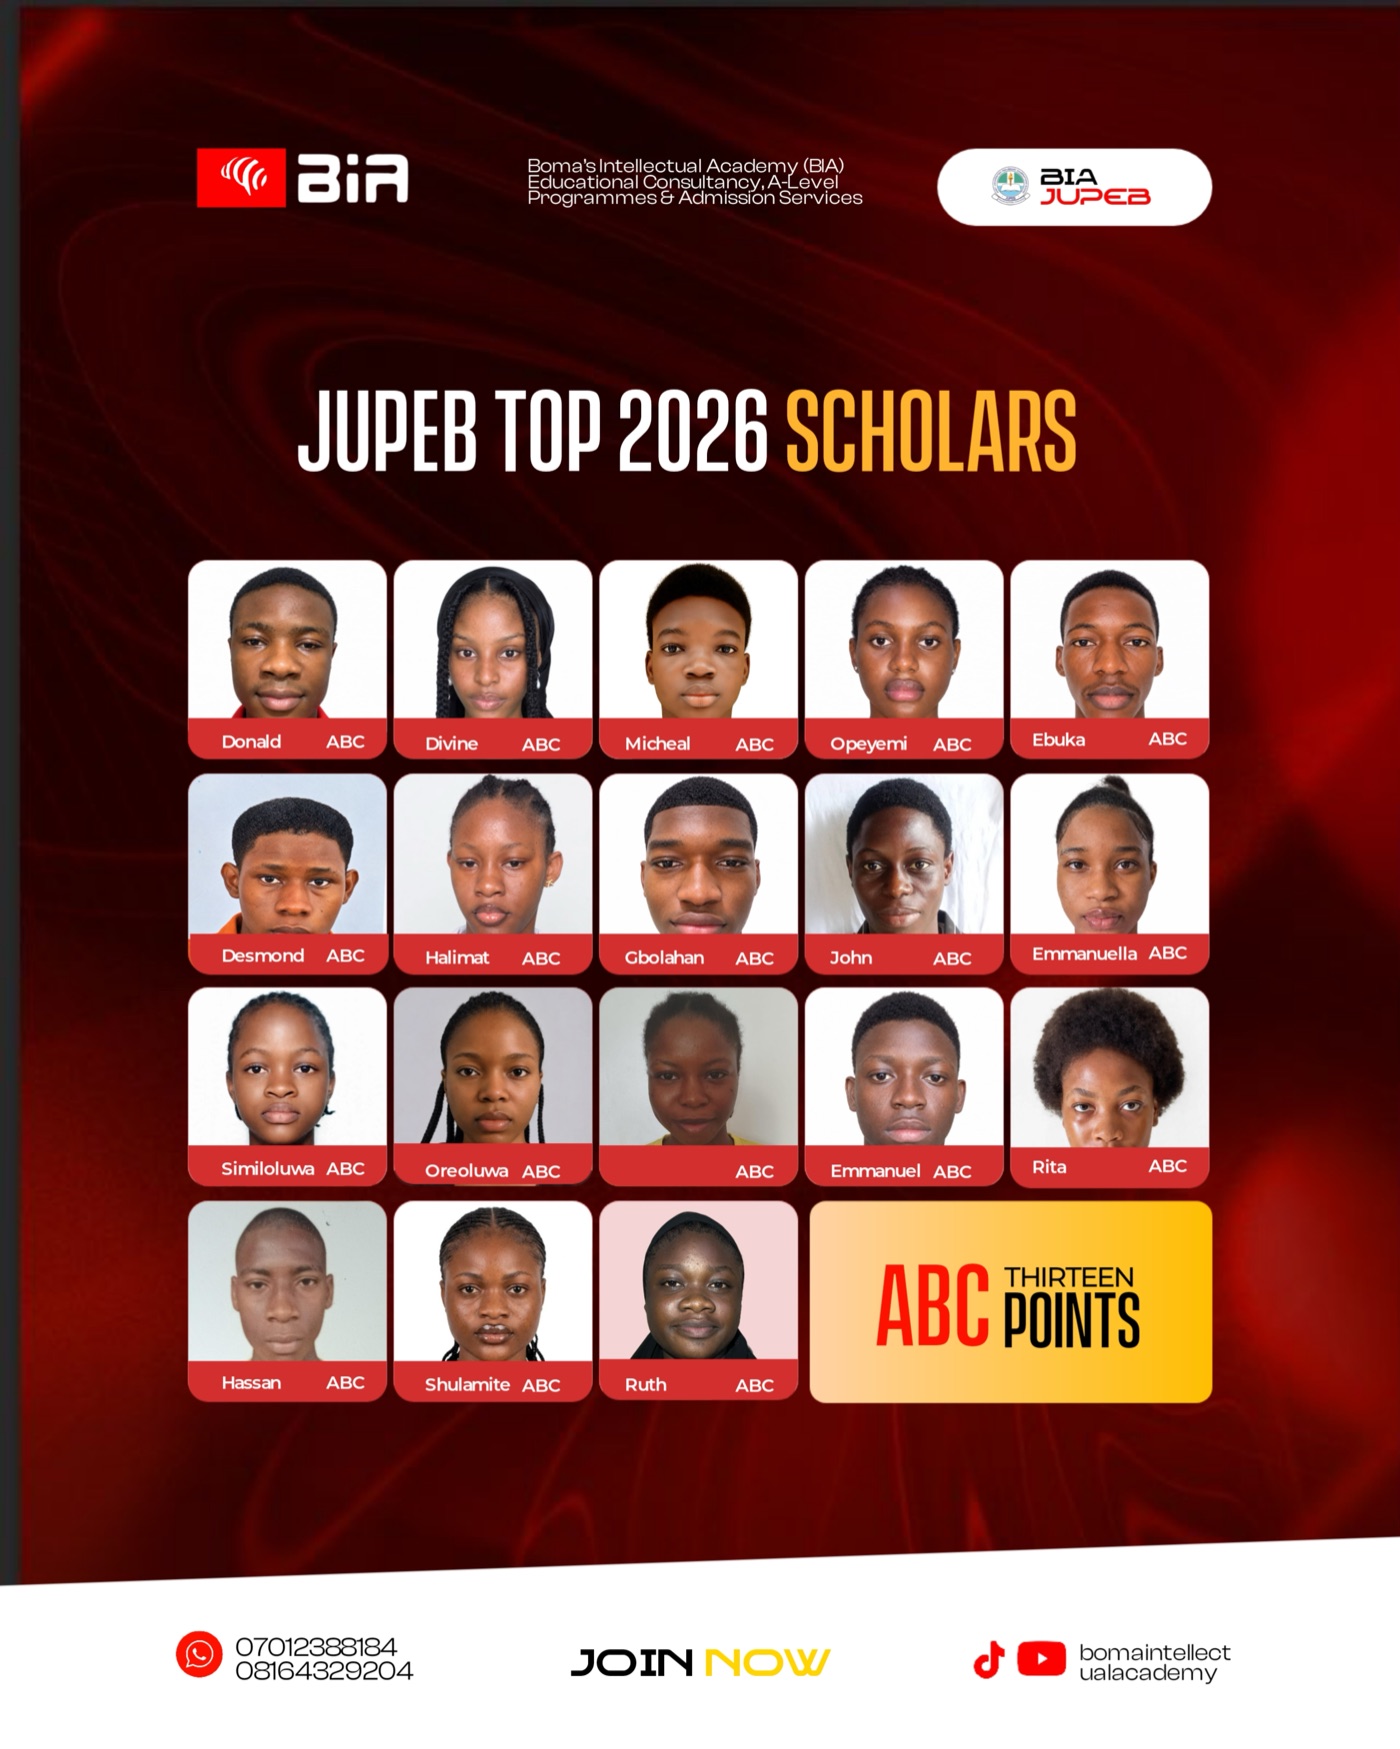 BiA
Boma's Intellectual Academy (BIA)
Educational Consultancy, A-Level
Programmes & Admission Services
BIA
JUPEB
JUPEB TOP 2026 SCHOLARS
Donald ABC
Divine ABC
Micheal ABC
Opeyemi ABC
Ebuka ABC
Desmond ABC
Halimat ABC
Gbolahan ABC
John ABC
Emmanuella ABC
Similoluwa ABC
Oreoluwa ABC
ABC
Emmanuel ABC
Rita ABC
Hassan ABC
Shulamite ABC
Ruth ABC
ABC THIRTEEN
POINTS
07012388184
08164329204
JOIN NOW
bomaintellect
ualacademy